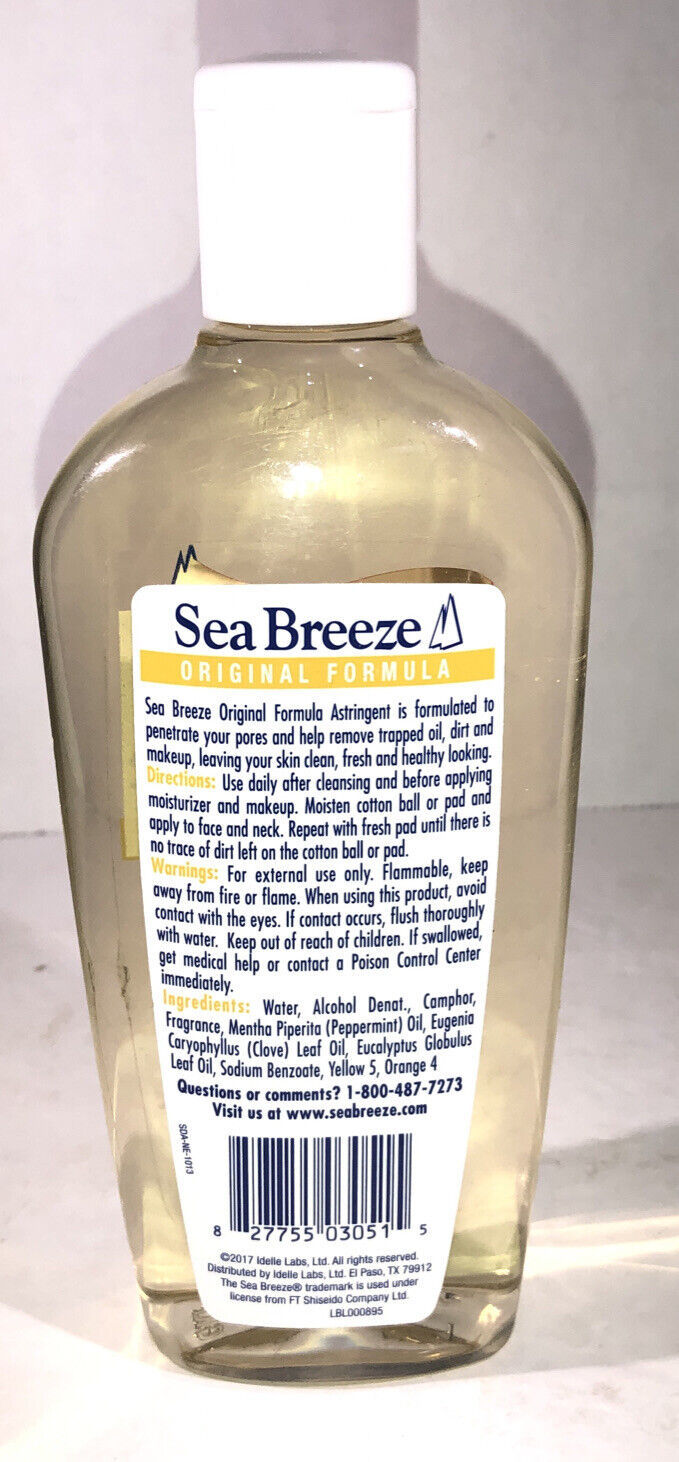 Sea Breeze
ORIGINAL FORMULA
Sea Breeze Original Formula Astringent is formulated to
penetrate your pores and help remove trapped oil, dirt and
makeup, leaving your skin clean, fresh and healthy looking.
Directions: Use daily after cleansing and before applying
moisturizer and makeup. Moisten cotton ball or pad and
apply to face and neck. Repeat with fresh pad until there is
no trace of dirt left on the cotton ball or pad.
Warnings: For external use only. Flammable, keep
away from fire or flame. When using this product, avoid
contact with the eyes. If contact occurs, flush thoroughly
with water. Keep out of reach of children. If swallowed,
get medical help or contact a Poison Control Center
immediately.
Ingredients: Water, Alcohol Denat., Camphor,
Fragrance, Mentha Piperita (Peppermint) Oil, Eugenia
Caryophyllus (Clove) Leaf Oil, Eucalyptus Globulus
Leaf Oil, Sodium Benzoate, Yellow 5, Orange 4
Questions or comments? 1-800-487-7273
Visit us at www.seabreeze.com
SDA-NE-1013
8 27755 03051 5
©2017 Idelle Labs, Ltd. All rights reserved.
Distributed by Idelle Labs, Ltd. El Paso, TX 79912
The Sea Breeze® trademark is used under
license from FT Shiseido Company Ltd.
LBL000895